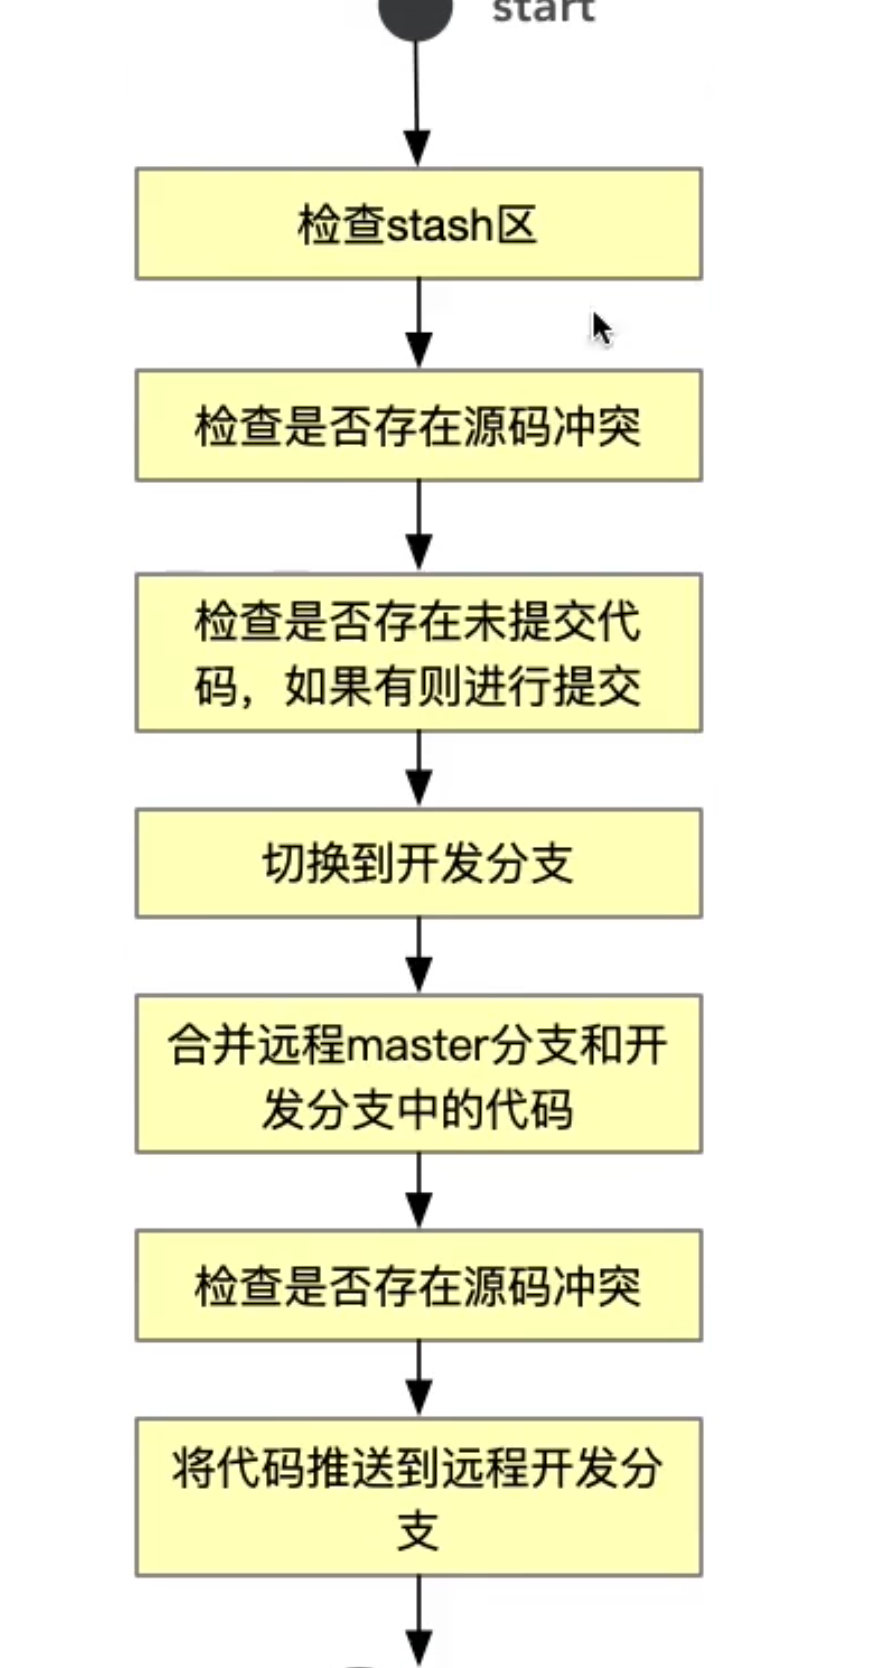 start
检查stash区
检查是否存在源码冲突
检查是否存在未提交代
码，如果有则进行提交
切换到开发分支
合并远程master分支和开
发分支中的代码
检查是否存在源码冲突
将代码推送到远程开发分
支